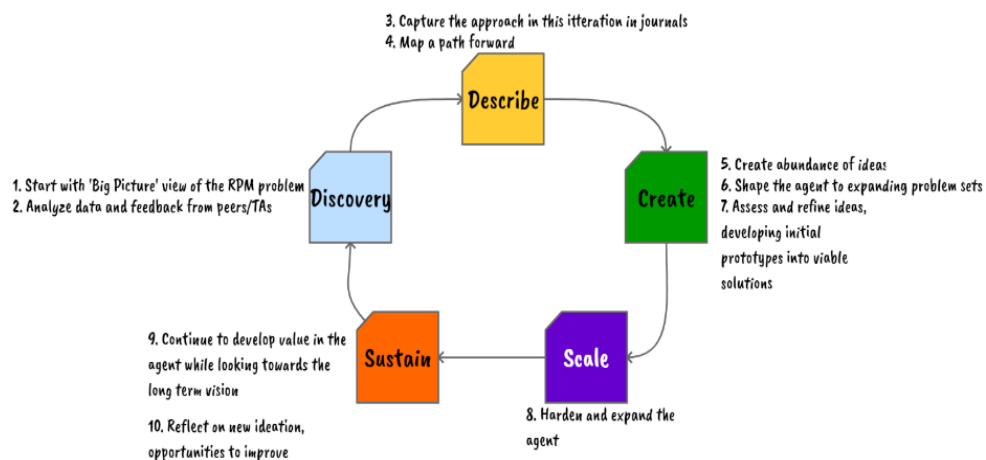 3. Capture the approach in this itteration in journals
4. Map a path forward
Describe
1. Start with 'Big Picture' view of the RPM problem
2. Analyze data and feedback from peers/TAs
Discovery
Create
5. Create abundance of ideas
6. Shape the agent to expanding problem sets
7. Assess and refine ideas,
developing initial
prototypes into viable
solutions
9. Continue to develop value in the
agent while looking towards the
long term vision
10. Reflect on new ideation,
opportunities to improve
Sustain
Scale
8. Harden and expand the
agent